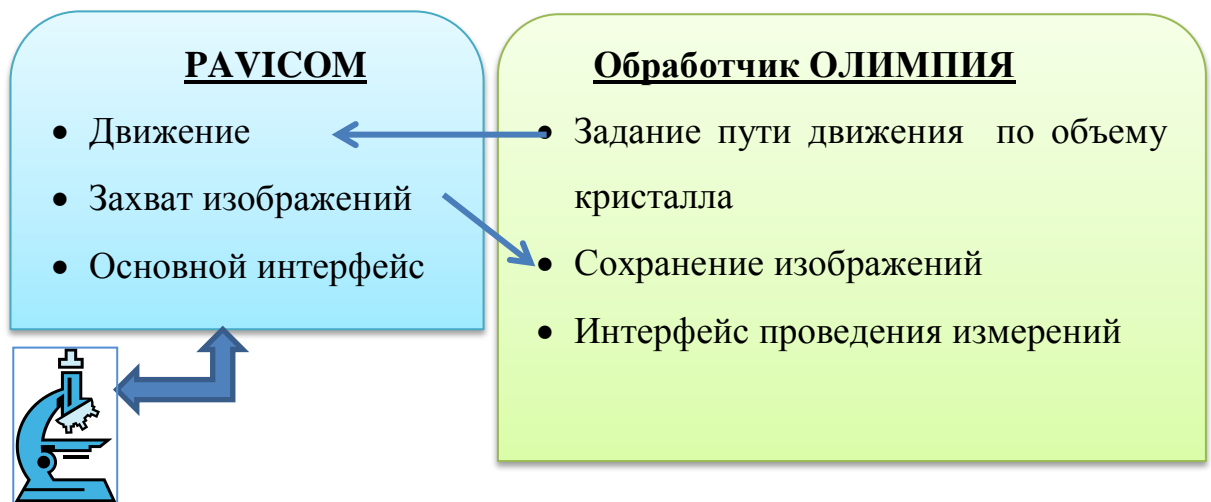 PAVICOM
• Движение
• Захват изображений
• Основной интерфейс
Обработчик ОЛИМПИЯ
• Задание пути движения по объему
кристалла
• Сохранение изображений
• Интерфейс проведения измерений